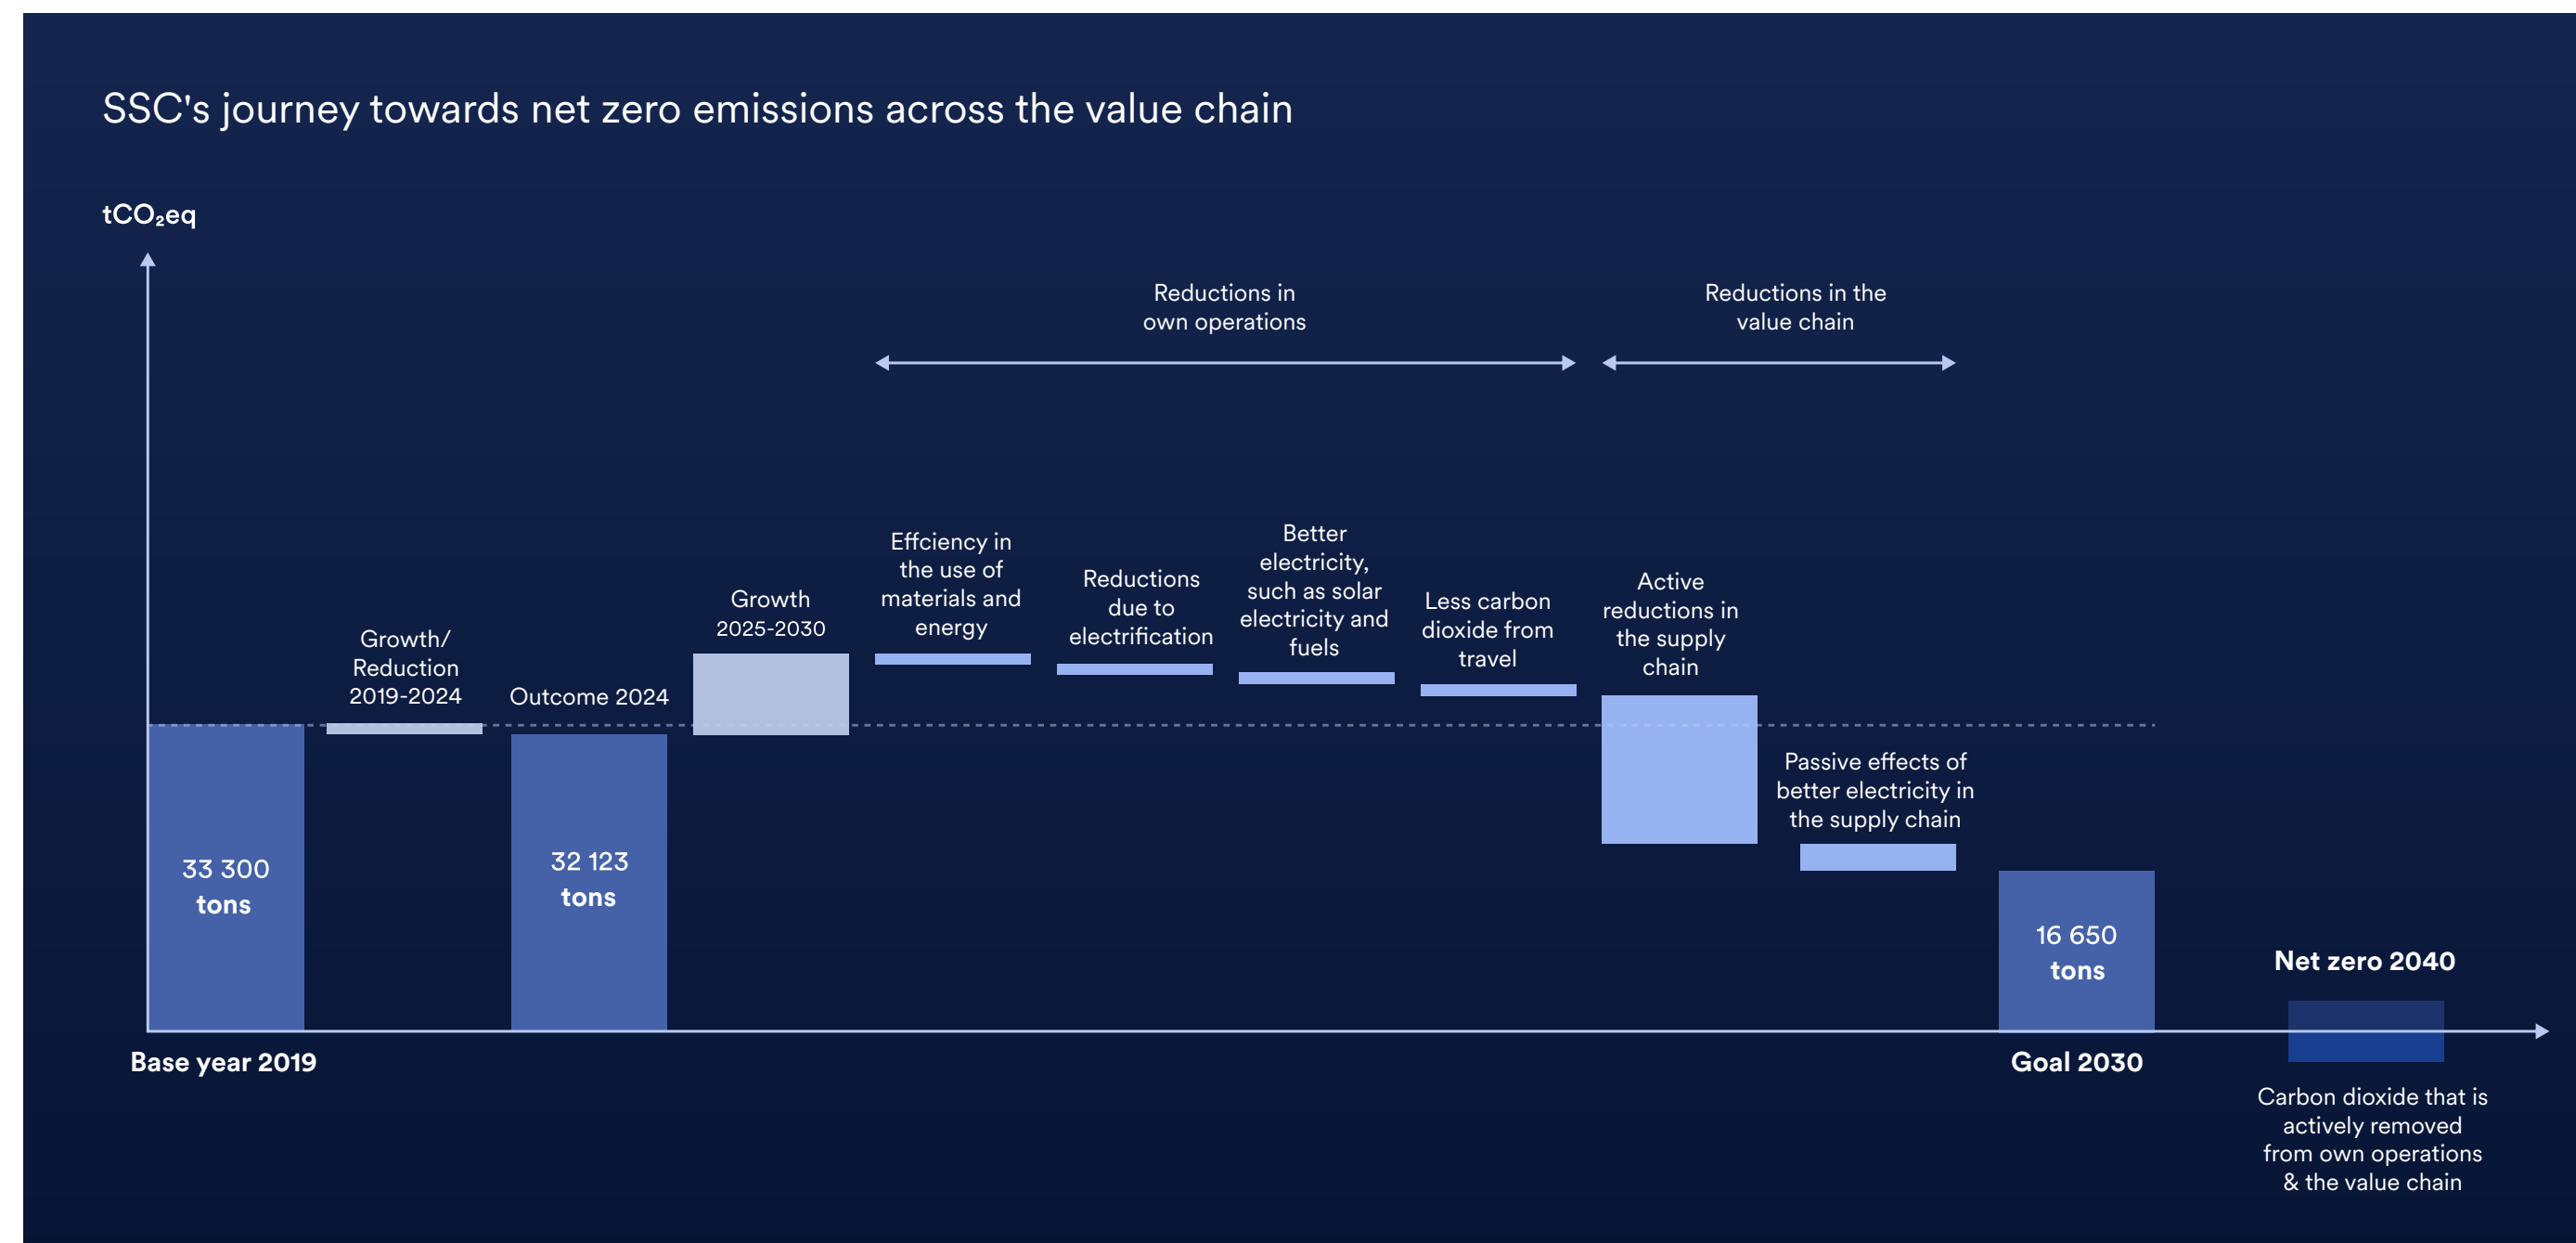 SSC's journey towards net zero emissions across the value chain
tCO₂eq
Reductions in
own operations
Reductions in the
value chain
Growth/
Reduction
2019-2024
Outcome 2024
Growth
2025-2030
Effciency in
the use of
materials and
energy
Reductions
due to
electrification
Better
electricity,
such as solar
electricity and
fuels
Less carbon
dioxide from
travel
Active
reductions in
the supply
chain
Passive effects of
better electricity in
the supply chain
33 300
tons
32 123
tons
16 650
tons
Net zero 2040
Base year 2019
Goal 2030
Carbon dioxide that is
actively removed
from own operations
& the value chain